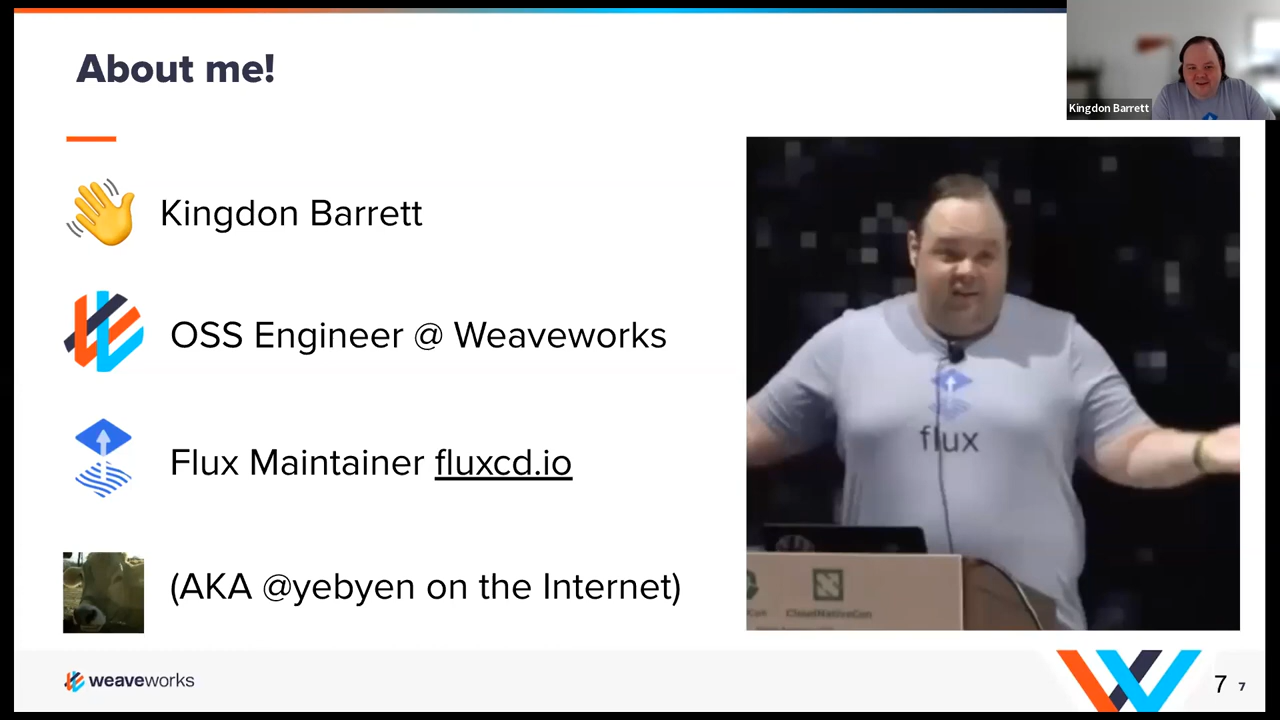 About me!
Kingdon Barrett
Kingdon Barrett
OSS Engineer @ Weaveworks
Flux Maintainer fluxcd.io
(AKA @yebyen on the Internet)
flux
CloudNativeCon
weaveworks
7 7